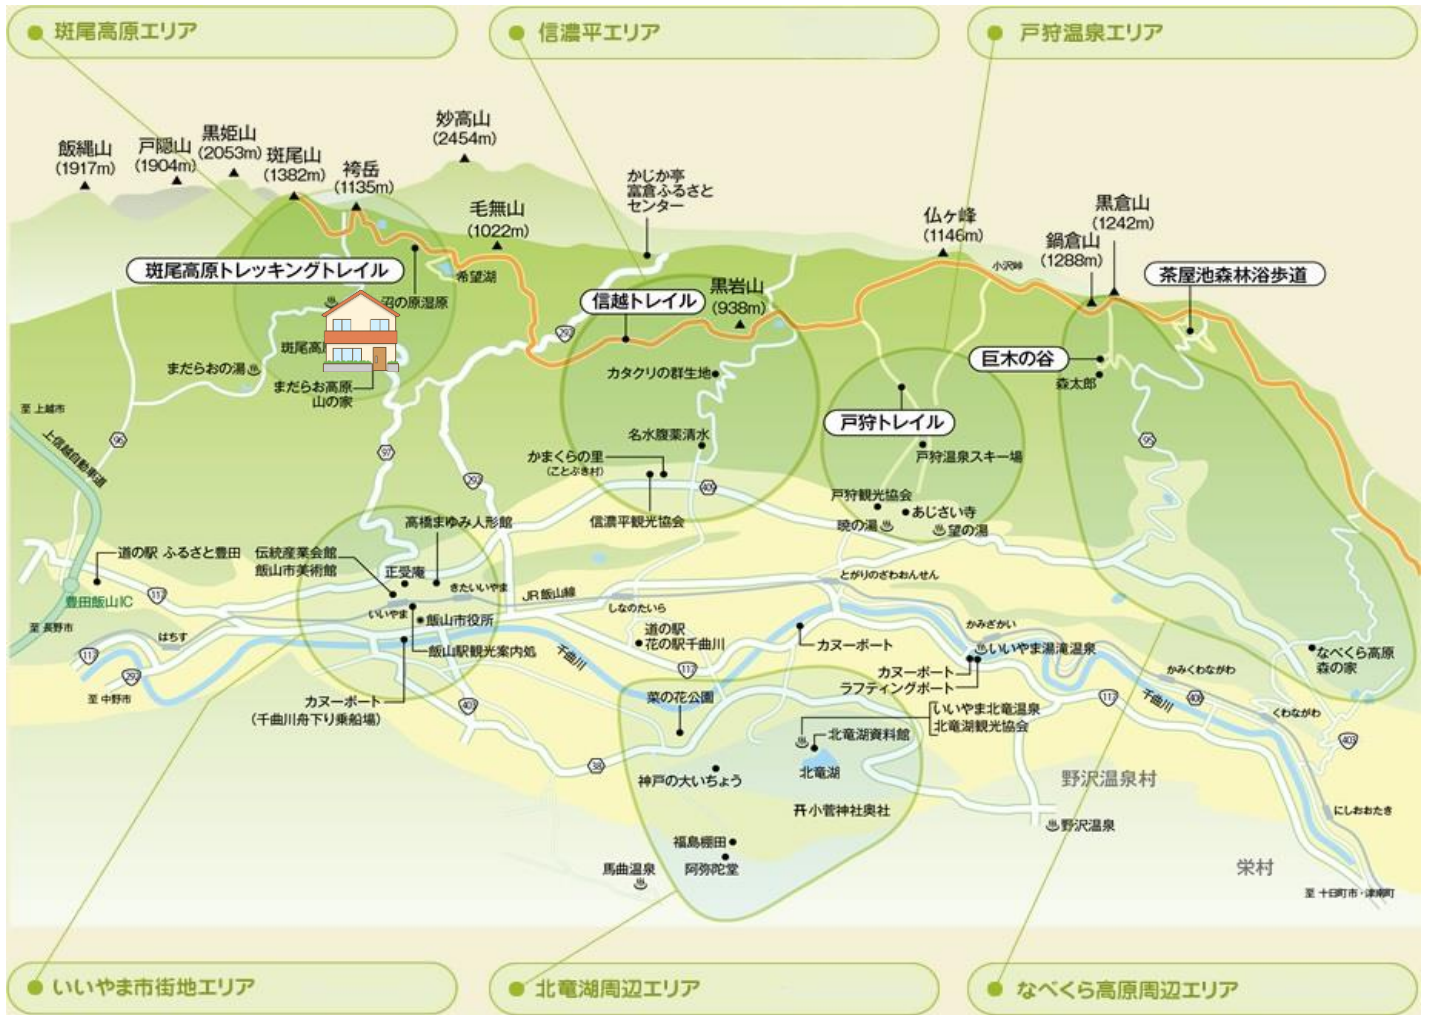 斑尾高原エリア
信濃平エリア
戸狩温泉エリア
妙高山
(2454m)
黒姫山
(2053m)
戸隠山
(1904m)
飯縄山
(1917m)
斑尾山
(1382m)
袴岳
(1135m)
かじか亭
富倉ふるさと
センター
毛無山
(1022m)
仏ヶ峰
(1146m)
黒倉山
(1242m)
鍋倉山
(1288m)
小沢峠
斑尾高原トレッキングトレイル
希望湖
沼の原湿原
信越トレイル
黒岩山
(938m)
茶屋池森林浴歩道
292
斑尾高
まだらおの湯
まだらお高原
山の家
カタクリの群生地
巨木の谷
森太郎
至 上越市
上信越自動車道
96
97
292
戸狩トレイル
名水腹薬清水
95
戸狩温泉スキー場
かまくらの里
(ことぶき村)
409
信濃平観光協会
戸狩観光協会
あじさい寺
暁の湯
望の湯
高橋まゆみ人形館
道の駅 ふるさと豊田
伝統産業会館
飯山市美術館
正受庵
きたいいやま
JR飯山線
とがりのざわおんせん
豊田飯山IC
117
いいやま
しなのたいら
飯山市役所
至 長野市
はちす
飯山駅観光案内処
千曲川
道の駅
花の駅千曲川
カヌーポート
かみざかい
いいやま湯滝温泉
なべくら高原
森の家
117
292
至 中野市
117
カヌーポート
ラフティングポート
かみくわながわ
カヌーポート
(千曲川舟下り乗船場)
403
菜の花公園
いいやま北竜温泉
北竜湖観光協会
117
千曲川
408
くわながわ
北竜湖資料館
403
38
神戸の大いちょう
北竜湖
野沢温泉村
小菅神社奥社
にしおおたき
野沢温泉
福島棚田
阿弥陀堂
馬曲温泉
栄村
至 十日町市・津南町
いいやま市街地エリア
北竜湖周辺エリア
なべくら高原周辺エリア